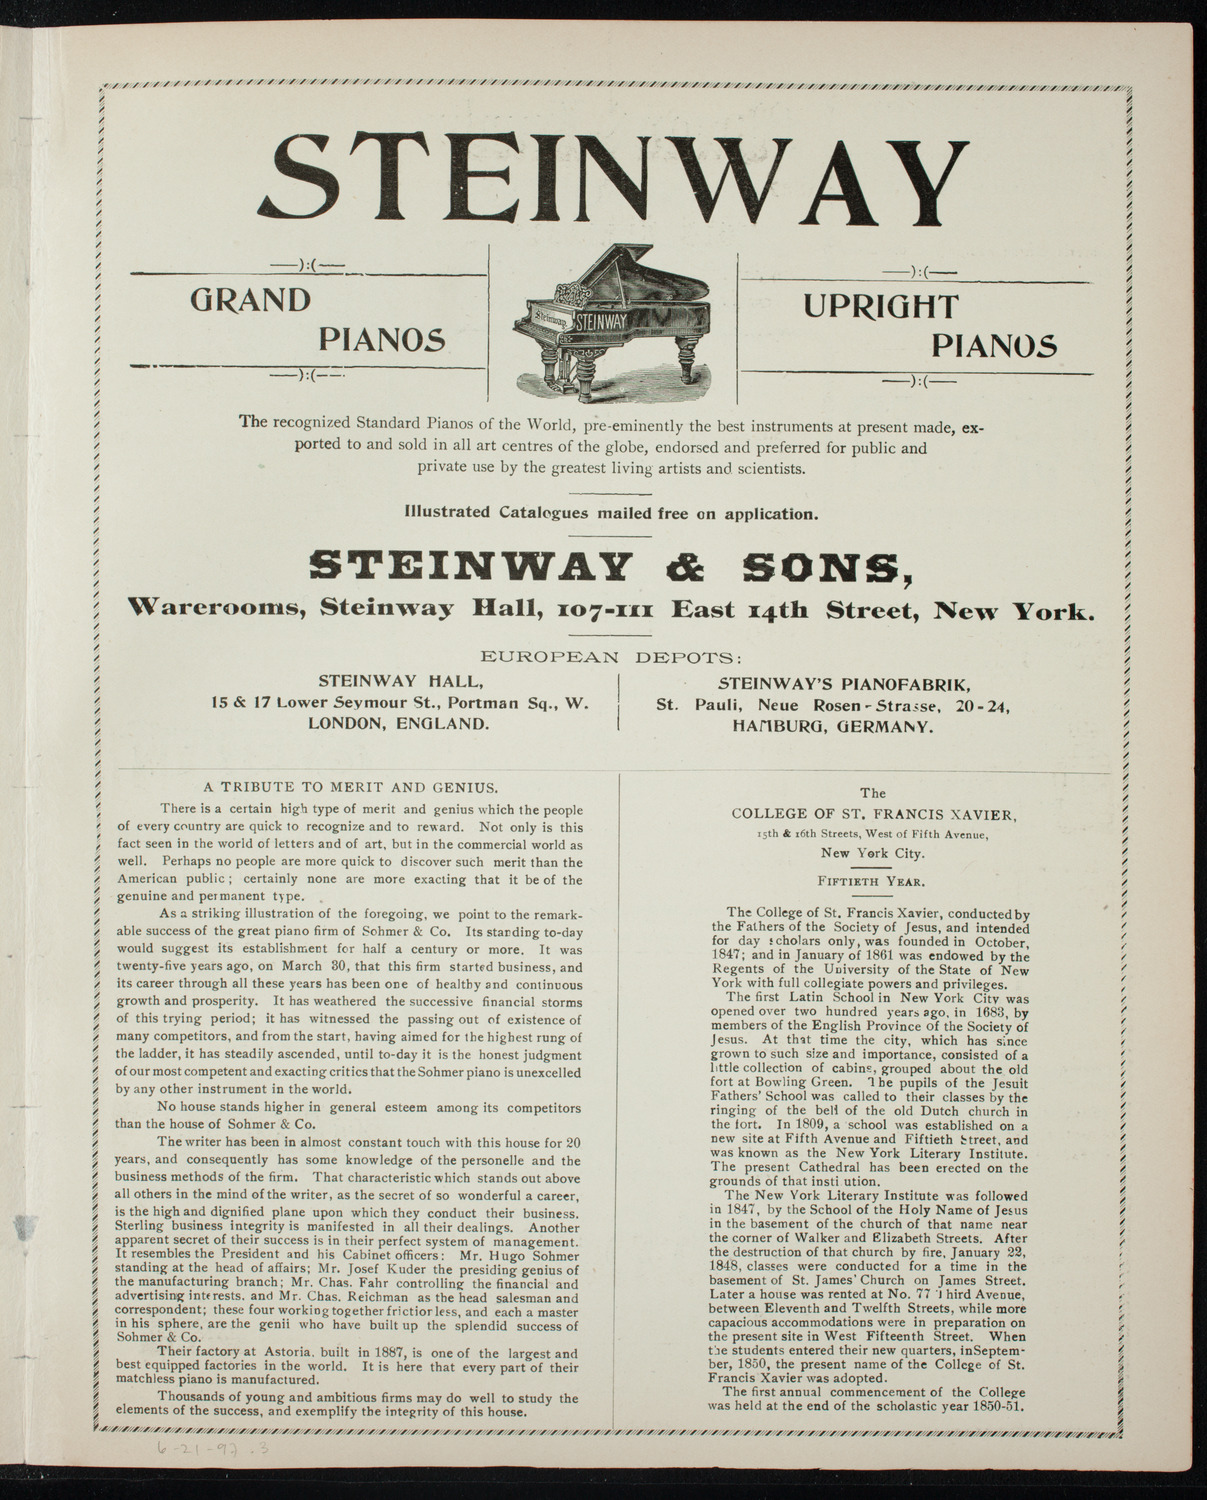 STEINWAY
GRAND
PIANOS
Steinway
STEINWAY
UPRIGHT
PIANOS
The recognized Standard Pianos of the World, pre-eminently the best instruments at present made, ex-
ported to and sold in all art centres of the globe, endorsed and preferred for public and
private use by the greatest living artists and scientists.
Illustrated Catalogues mailed free on application.
STEINWAY & SONS,
Warerooms, Steinway Hall, 107-111 East 14th Street, New York.
EUROPEAN DEPOTS:
STEINWAY HALL,
15 & 17 Lower Seymour St., Portman Sq., W.
LONDON, ENGLAND.
STEINWAY'S PIANOFABRIK,
St. Pauli, Neue Rosen-Strasse, 20-24,
HAMBURG, GERMANY.
A TRIBUTE TO MERIT AND GENIUS.
There is a certain high type of merit and genius which the people
of every country are quick to recognize and to reward. Not only is this
fact seen in the world of letters and of art, but in the commercial world as
well. Perhaps no people are more quick to discover such merit than the
American public; certainly none are more exacting that it be of the
genuine and permanent type.
As a striking illustration of the foregoing, we point to the remark-
able success of the great piano firm of Sohmer & Co. Its standing to-day
would suggest its establishment for half a century or more. It was
twenty-five years ago, on March 30, that this firm started business, and
its career through all these years has been one of healthy and continuous
growth and prosperity. It has weathered the successive financial storms
of this trying period; it has witnessed the passing out of existence of
many competitors, and from the start, having aimed for the highest rung of
the ladder, it has steadily ascended, until to-day it is the honest judgment
of our most competent and exacting critics that the Sohmer piano is unexcelled
by any other instrument in the world.
No house stands higher in general esteem among its competitors
than the house of Sohmer & Co.
The writer has been in almost constant touch with this house for 20
years, and consequently has some knowledge of the personelle and the
business methods of the firm. That characteristic which stands out above
all others in the mind of the writer, as the secret of so wonderful a career,
is the high and dignified plane upon which they conduct their business.
Sterling business integrity is manifested in all their dealings. Another
apparent secret of their success is in their perfect system of management.
It resembles the President and his Cabinet officers: Mr. Hugo Sohmer
standing at the head of affairs; Mr. Josef Kuder the presiding genius of
the manufacturing branch; Mr. Chas. Fahr controlling the financial and
advertising interests, and Mr. Chas. Reichman as the head salesman and
correspondent; these four working together frictionless, and each a master
in his sphere, are the genii who have built up the splendid success of
Sohmer & Co.
Their factory at Astoria, built in 1887, is one of the largest and
best equipped factories in the world. It is here that every part of their
matchless piano is manufactured.
Thousands of young and ambitious firms may do well to study the
elements of the success, and exemplify the integrity of this house.
The
COLLEGE OF ST. FRANCIS XAVIER,
15th & 16th Streets, West of Fifth Avenue,
New York City.
FIFTIETH YEAR.
The College of St. Francis Xavier, conducted by
the Fathers of the Society of Jesus, and intended
for day scholars only, was founded in October,
1847; and in January of 1861 was endowed by the
Regents of the University of the State of New
York with full collegiate powers and privileges.
The first Latin School in New York City was
opened over two hundred years ago, in 1683, by
members of the English Province of the Society of
Jesus. At that time the city, which has since
grown to such size and importance, consisted of a
little collection of cabins, grouped about the old
fort at Bowling Green. The pupils of the Jesuit
Fathers' School was called to their classes by the
ringing of the bell of the old Dutch church in
the fort. In 1809, a school was established on a
new site at Fifth Avenue and Fiftieth Street, and
was known as the New York Literary Institute.
The present Cathedral has been erected on the
grounds of that insti ution.
The New York Literary Institute was followed
in 1847, by the School of the Holy Name of Jesus
in the basement of the church of that name near
the corner of Walker and Elizabeth Streets. After
the destruction of that church by fire, January 22,
1848, classes were conducted for a time in the
basement of St. James' Church on James Street.
Later a house was rented at No. 77 Third Avenue,
between Eleventh and Twelfth Streets, while more
capacious accommodations were in preparation on
the present site in West Fifteenth Street. When
the students entered their new quarters, in Septem-
ber, 1850, the present name of the College of St.
Francis Xavier was adopted.
The first annual commencement of the College
was held at the end of the scholastic year 1850-51.
6-21-97.3